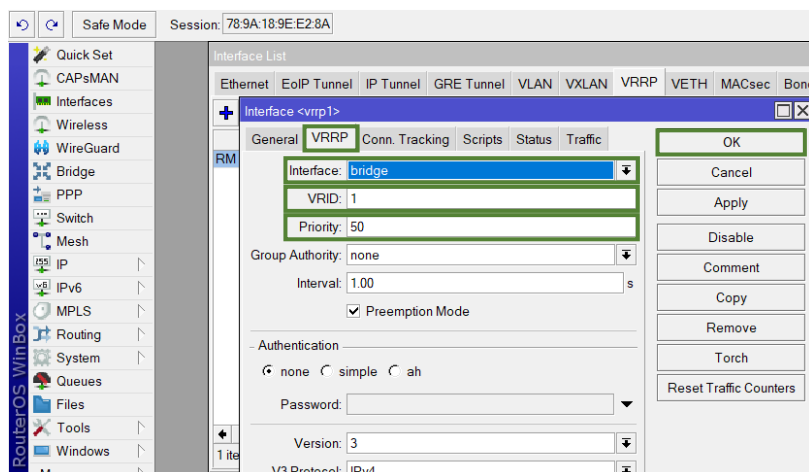 Safe Mode Session: 78:9A:18:9E:E2:8A
RouterOS WinBox
Quick Set
CAPsMAN
Interfaces
Wireless
WireGuard
Bridge
PPP
Switch
Mesh
IP
IPv6
MPLS
Routing
System
Queues
Files
Tools
Windows
Interface List
Ethernet EoIP Tunnel IP Tunnel GRE Tunnel VLAN VXLAN VRRP VETH MACsec Bon
Interface <vrrp1>
General VRRP Conn. Tracking Scripts Status Traffic
RM
Interface: bridge
VRID: 1
Priority: 50
Group Authority: none
Interval: 1.00 s
Preemption Mode
Authentication
none simple ah
Password:
Version: 3
V3 Protocol: IPv4
OK
Cancel
Apply
Disable
Comment
Copy
Remove
Torch
Reset Traffic Counters
1 ite